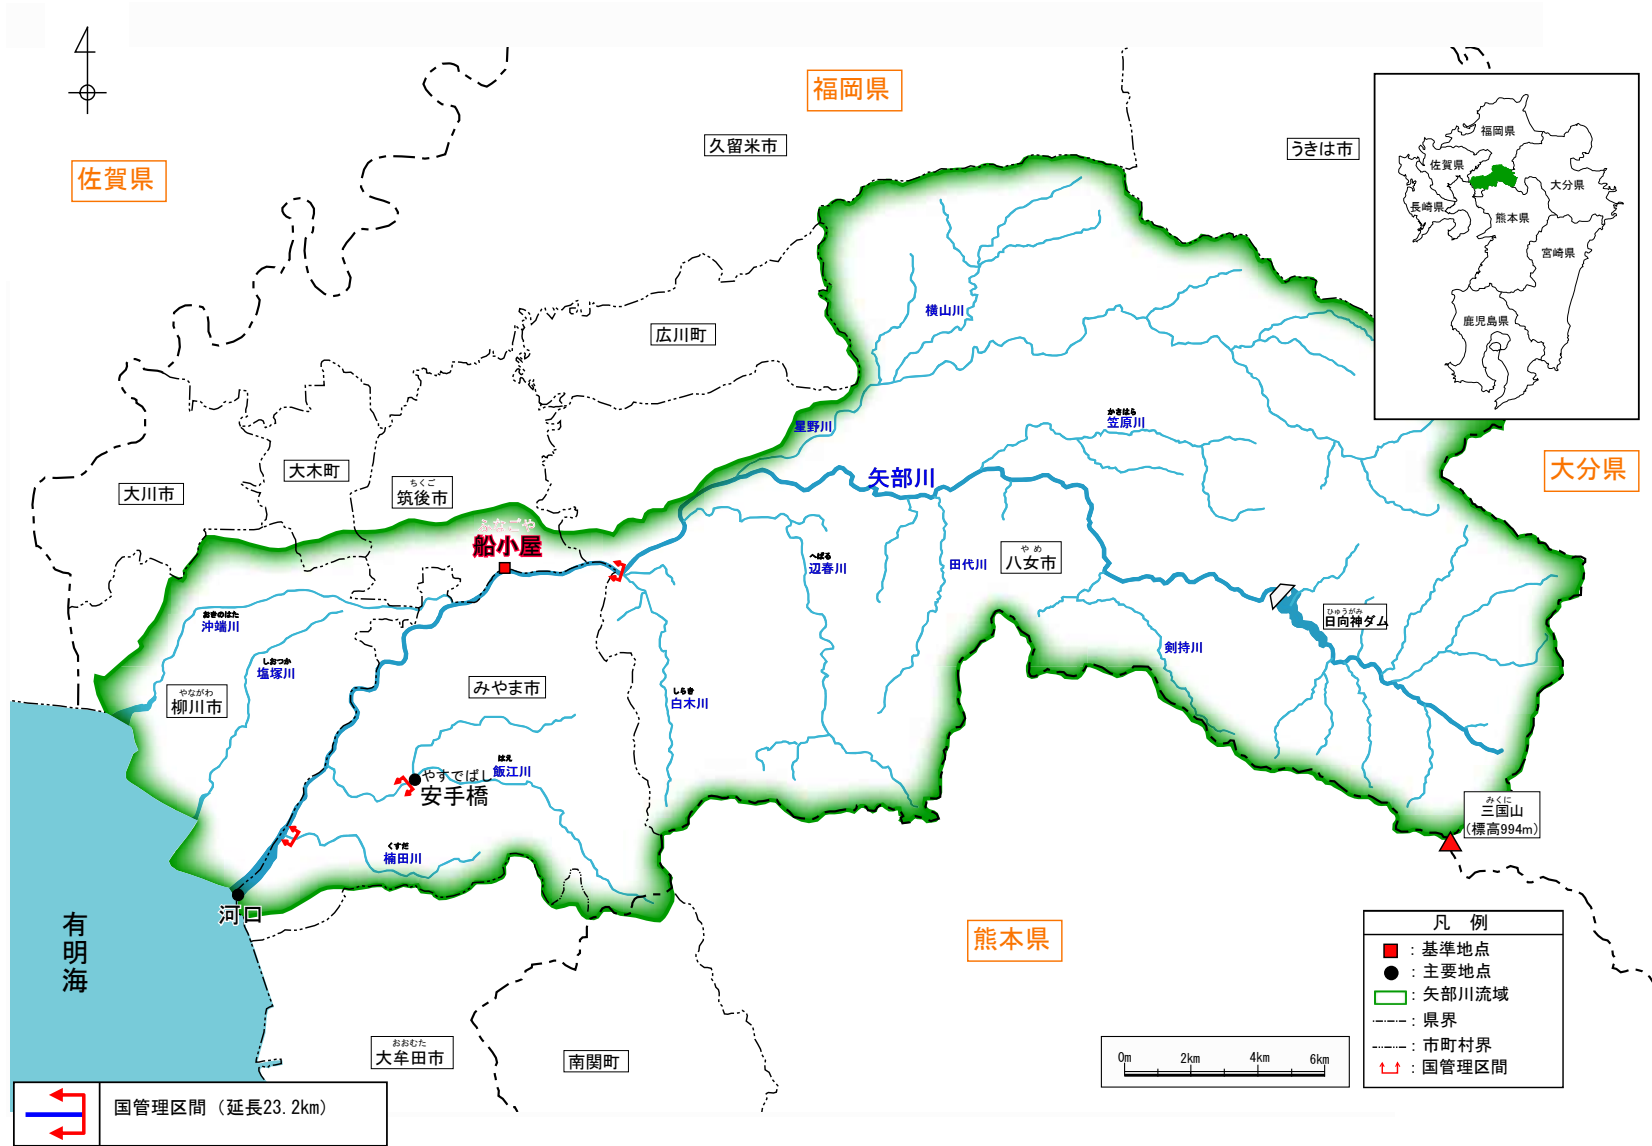 福岡県
佐賀県
久留米市
うきは市
福岡県
佐賀県
大分県
長崎県
熊本県
宮崎県
鹿児島県
横山川
広川町
星野川
かさはら
笠原川
矢部川
大分県
大川市
大木町
ちくご
筑後市
ふなごや
船小屋
へばる
辺春川
田代川
やめ
八女市
ひゅうがみ
日向神ダム
おきのはた
沖端川
しおつか
塩塚川
剣持川
やながわ
柳川市
みやま市
しらき
白木川
はえ
飯江川
やすでばし
安手橋
みくに
三国山
(標高994m)
くすだ
楠田川
河口
有明海
熊本県
おおむた
大牟田市
南関町
0m 2km 4km 6km
凡 例
：基準地点
：主要地点
：矢部川流域
：県界
：市町村界
：国管理区間
国管理区間（延長23.2km）